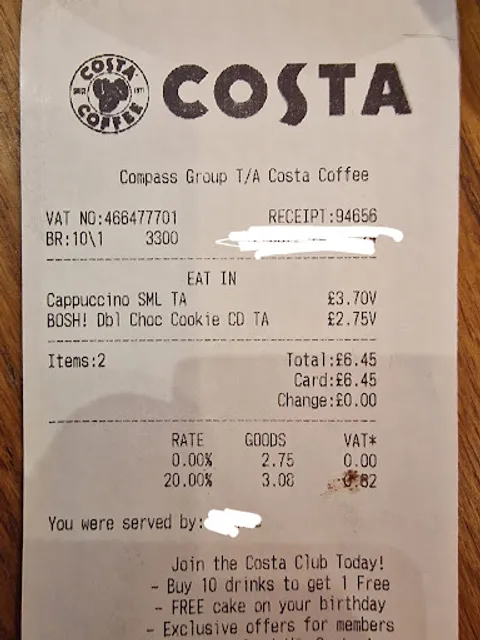 COSTA
COFFEE
COSTA
Compass Group T/A Costa Coffee
VAT NO:466477701 RECEIPT:94656
BR:10\1 3300
EAT IN
Cappuccino SML TA £3.70V
BOSH! Dbl Choc Cookie CD TA £2.75V
Items:2 Total:£6.45
Card:£6.45
Change:£0.00
RATE GOODS VAT*
0.00% 2.75 0.00
20.00% 3.08 0.62
You were served by:
Join the Costa Club Today!
- Buy 10 drinks to get 1 Free
- FREE cake on your birthday
- Exclusive offers for members